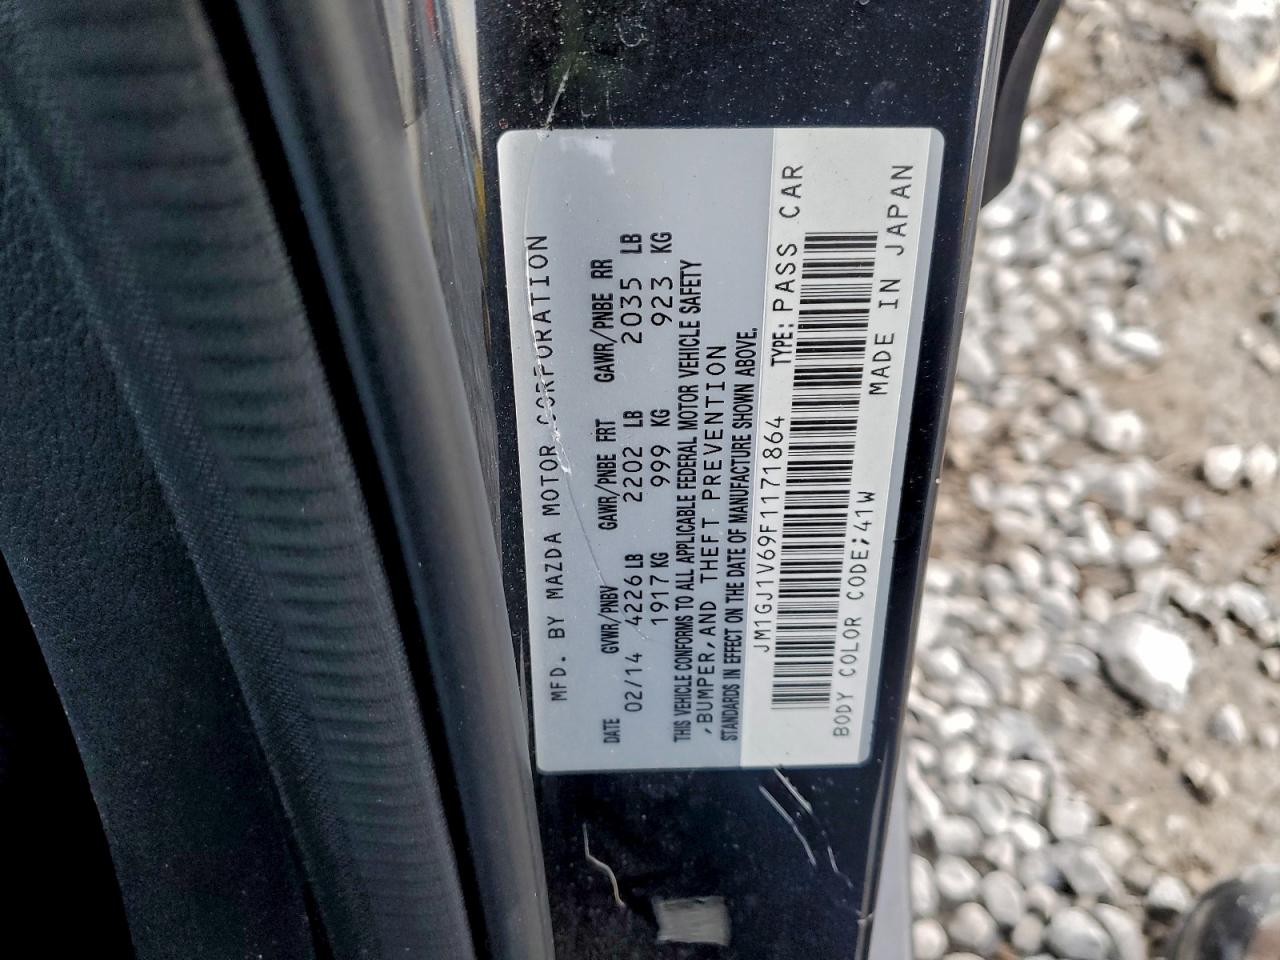 MFD. BY MAZDA MOTOR CORPORATION
DATE GVWR/PNBV GAWR/PNBE FRT GAWR/PNBE RR
02/14 4226 LB 2202 LB 2035 LB
1917 KG 999 KG 923 KG
THIS VEHICLE CONFORMS TO ALL APPLICABLE FEDERAL MOTOR VEHICLE SAFETY
,BUMPER,AND THEFT PREVENTION
STANDARDS IN EFFECT ON THE DATE OF MANUFACTURE SHOWN ABOVE.
JM1GJ1V69F1171864 TYPE: PASS CAR
BODY COLOR CODE;41W MADE IN JAPAN